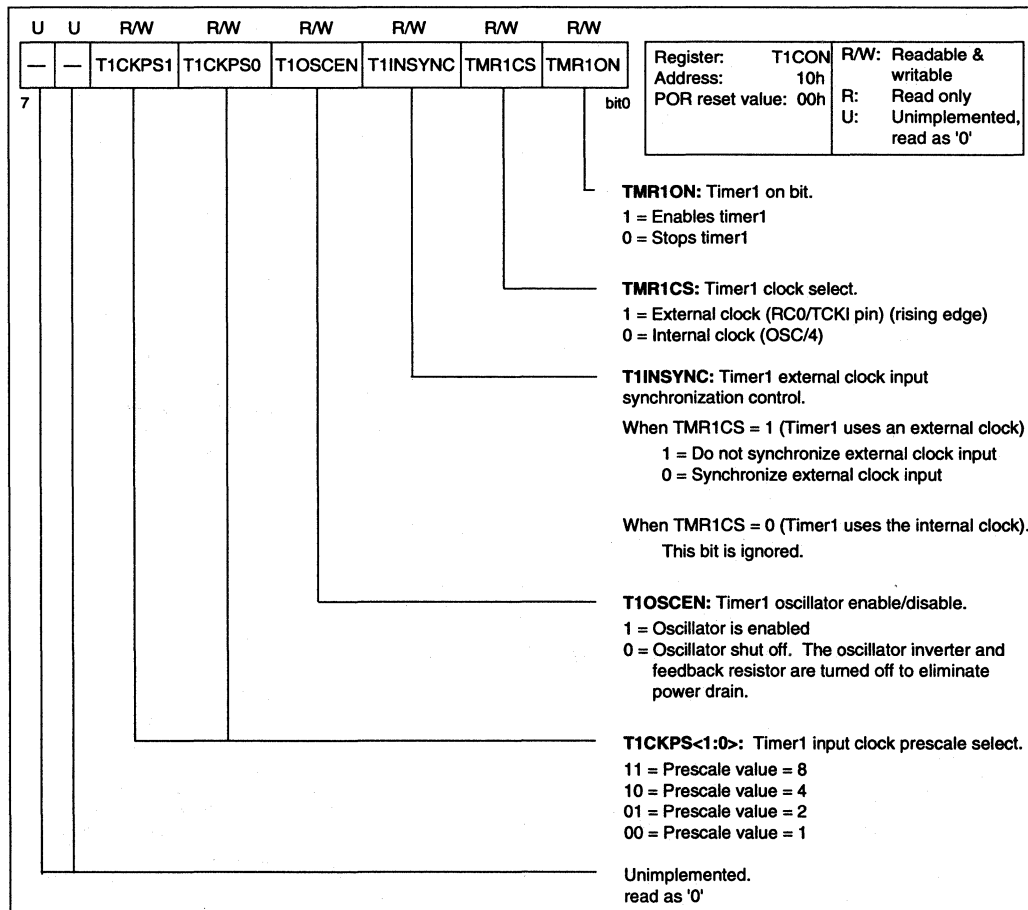 U U R/W R/W R/W R/W R/W R/W
— — T1CKPS1 T1CKPS0 T1OSCEN T1INSYNC TMR1CS TMR1ON
7 bit0
Register: T1CON
Address: 10h
POR reset value: 00h
R/W: Readable &
writable
R: Read only
U: Unimplemented,
read as '0'
TMR1ON: Timer1 on bit.
1 = Enables timer1
0 = Stops timer1
TMR1CS: Timer1 clock select.
1 = External clock (RC0/TCKI pin) (rising edge)
0 = Internal clock (OSC/4)
T1INSYNC: Timer1 external clock input
synchronization control.
When TMR1CS = 1 (Timer1 uses an external clock)
1 = Do not synchronize external clock input
0 = Synchronize external clock input
When TMR1CS = 0 (Timer1 uses the internal clock).
This bit is ignored.
T1OSCEN: Timer1 oscillator enable/disable.
1 = Oscillator is enabled
0 = Oscillator shut off. The oscillator inverter and
feedback resistor are turned off to eliminate
power drain.
T1CKPS<1:0>: Timer1 input clock prescale select.
11 = Prescale value = 8
10 = Prescale value = 4
01 = Prescale value = 2
00 = Prescale value = 1
Unimplemented.
read as '0'